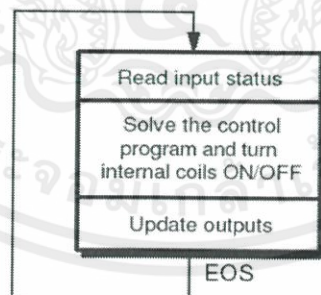 Read input status
Solve the control
program and turn
internal coils ON/OFF
Update outputs
EOS